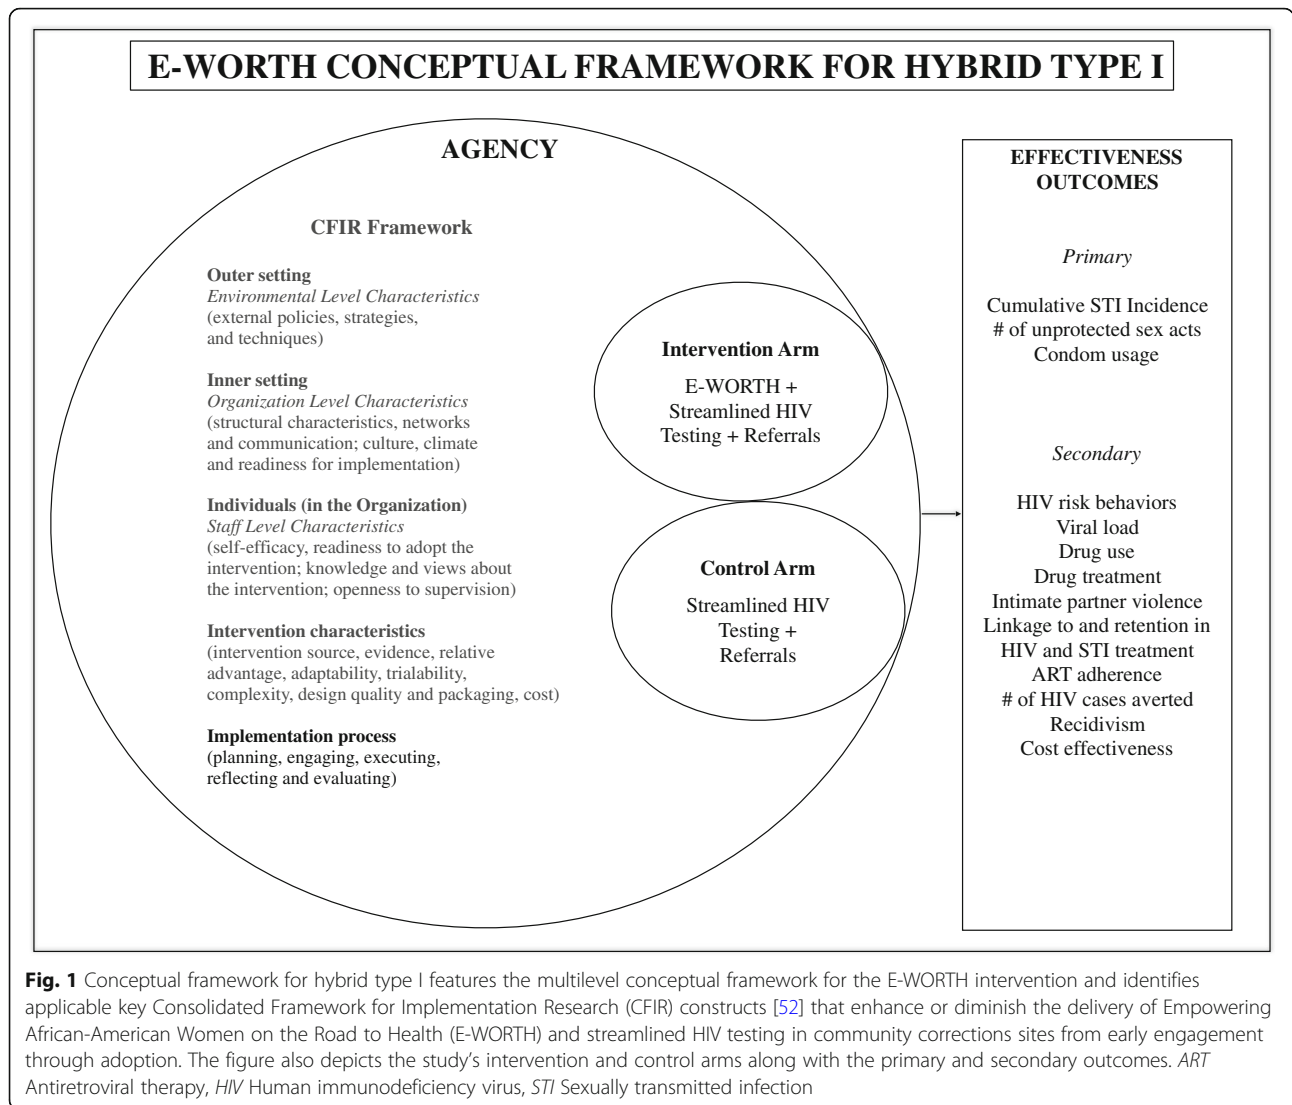 E-WORTH CONCEPTUAL FRAMEWORK FOR HYBRID TYPE I
AGENCY
CFIR Framework
Outer setting
Environmental Level Characteristics
(external policies, strategies,
and techniques)
Inner setting
Organization Level Characteristics
(structural characteristics, networks
and communication; culture, climate
and readiness for implementation)
Individuals (in the Organization)
Staff Level Characteristics
(self-efficacy, readiness to adopt the
intervention; knowledge and views about
the intervention; openness to supervision)
Intervention characteristics
(intervention source, evidence, relative
advantage, adaptability, trialability,
complexity, design quality and packaging, cost)
Implementation process
(planning, engaging, executing,
reflecting and evaluating)
Intervention Arm
E-WORTH +
Streamlined HIV
Testing + Referrals
Control Arm
Streamlined HIV
Testing +
Referrals
EFFECTIVENESS
OUTCOMES
Primary
Cumulative STI Incidence
# of unprotected sex acts
Condom usage
Secondary
HIV risk behaviors
Viral load
Drug use
Drug treatment
Intimate partner violence
Linkage to and retention in
HIV and STI treatment
ART adherence
# of HIV cases averted
Recidivism
Cost effectiveness
Fig. 1 Conceptual framework for hybrid type I features the multilevel conceptual framework for the E-WORTH intervention and identifies
applicable key Consolidated Framework for Implementation Research (CFIR) constructs [52] that enhance or diminish the delivery of Empowering
African-American Women on the Road to Health (E-WORTH) and streamlined HIV testing in community corrections sites from early engagement
through adoption. The figure also depicts the study's intervention and control arms along with the primary and secondary outcomes. ART
Antiretroviral therapy, HIV Human immunodeficiency virus, STI Sexually transmitted infection